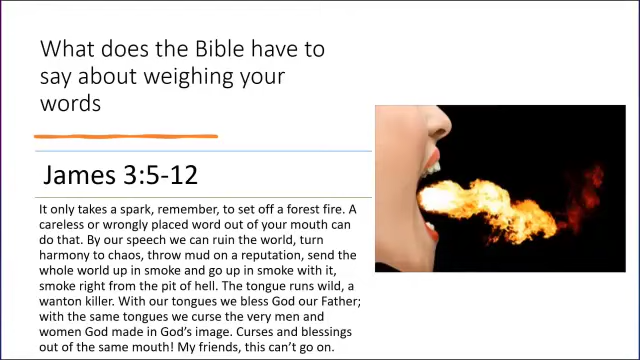 What does the Bible have to
say about weighing your
words
James 3:5-12
It only takes a spark, remember, to set off a forest fire. A
careless or wrongly placed word out of your mouth can
do that. By our speech we can ruin the world, turn
harmony to chaos, throw mud on a reputation, send the
whole world up in smoke and go up in smoke with it,
smoke right from the pit of hell. The tongue runs wild, a
wanton killer. With our tongues we bless God our Father;
with the same tongues we curse the very men and
women God made in God's image. Curses and blessings
out of the same mouth! My friends, this can't go on.